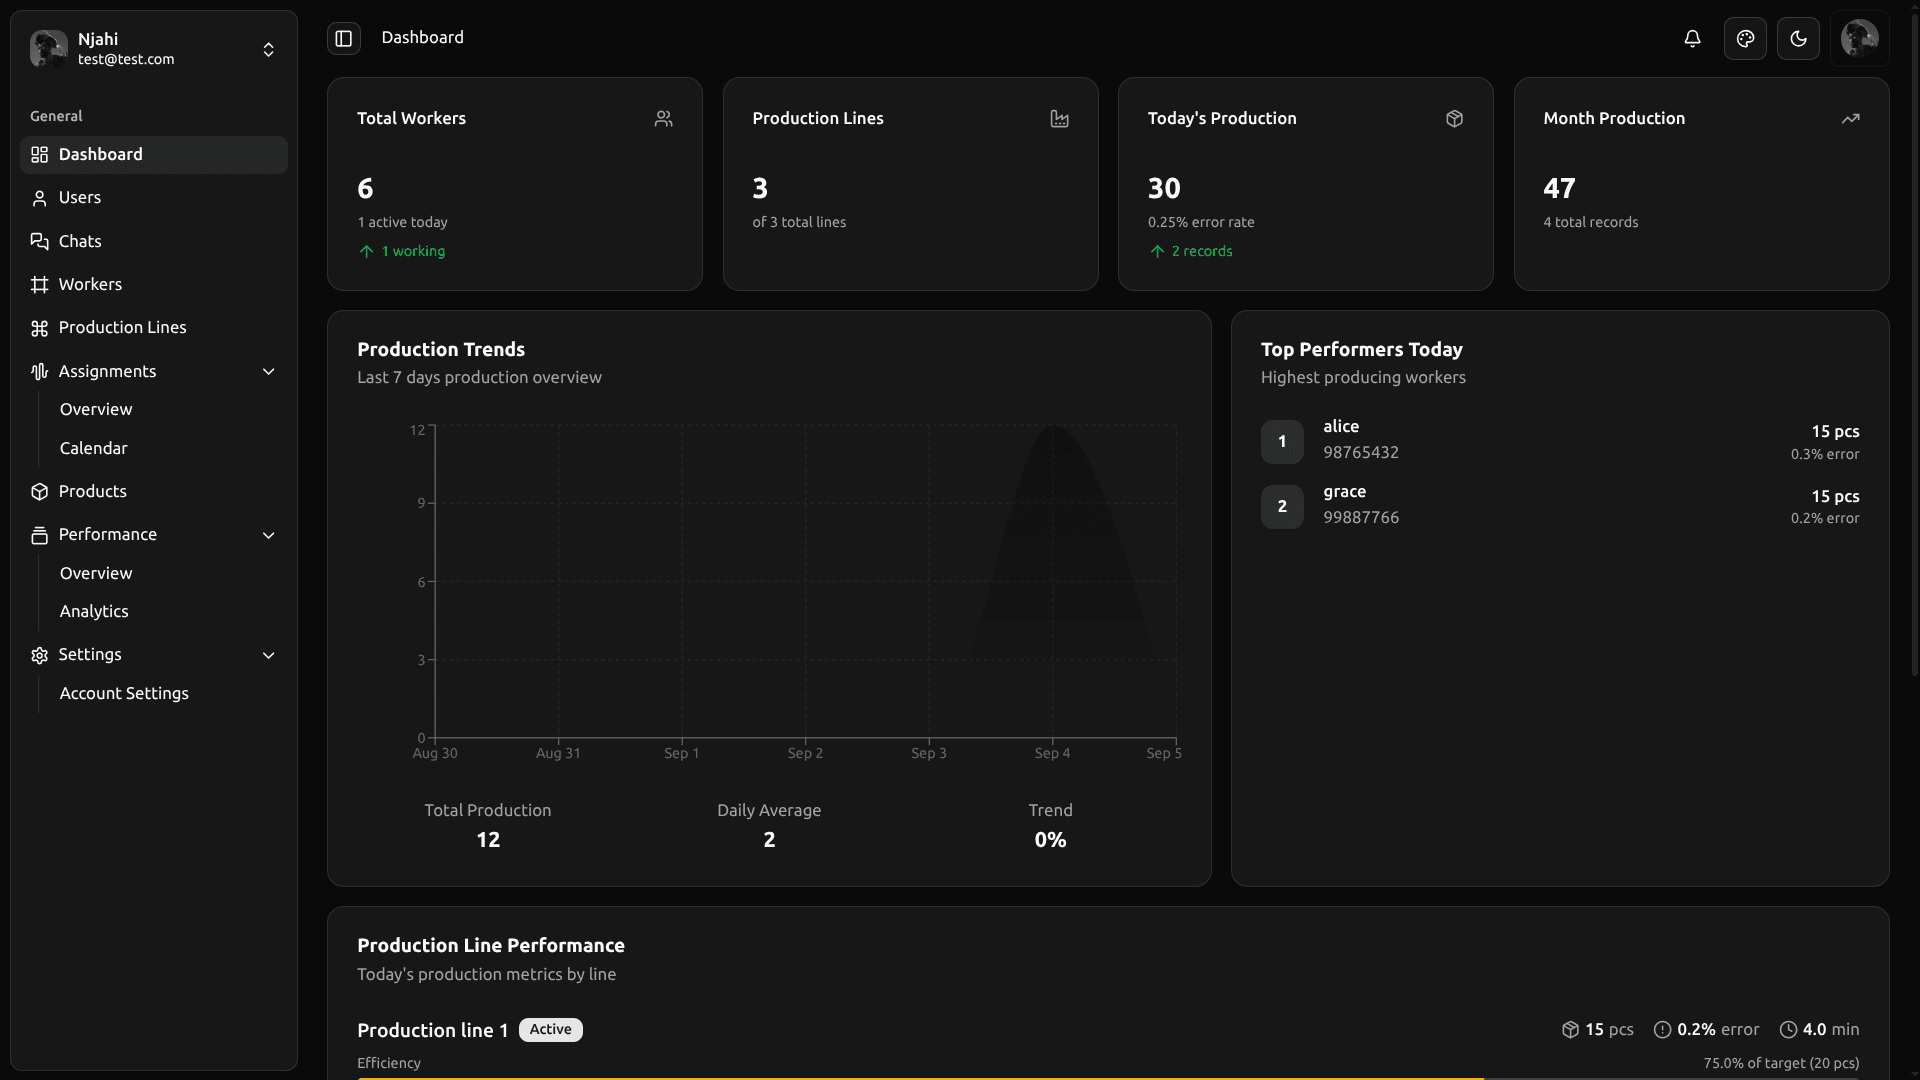 Njahi
test@test.com
General
Dashboard
Users
Chats
Workers
Production Lines
Assignments
Overview
Calendar
Products
Performance
Overview
Analytics
Settings
Account Settings
Dashboard
Total Workers
6
1 active today
1 working
Production Lines
3
of 3 total lines
Today's Production
30
0.25% error rate
2 records
Month Production
47
4 total records
Production Trends
Last 7 days production overview
12
9
6
3
0
Aug 30 Aug 31 Sep 1 Sep 2 Sep 3 Sep 4 Sep 5
Total Production
12
Daily Average
2
Trend
0%
Top Performers Today
Highest producing workers
1
alice
98765432
15 pcs
0.3% error
2
grace
99887766
15 pcs
0.2% error
Production Line Performance
Today's production metrics by line
Production line 1 Active
15 pcs 0.2% error 4.0 min
Efficiency
75.0% of target (20 pcs)